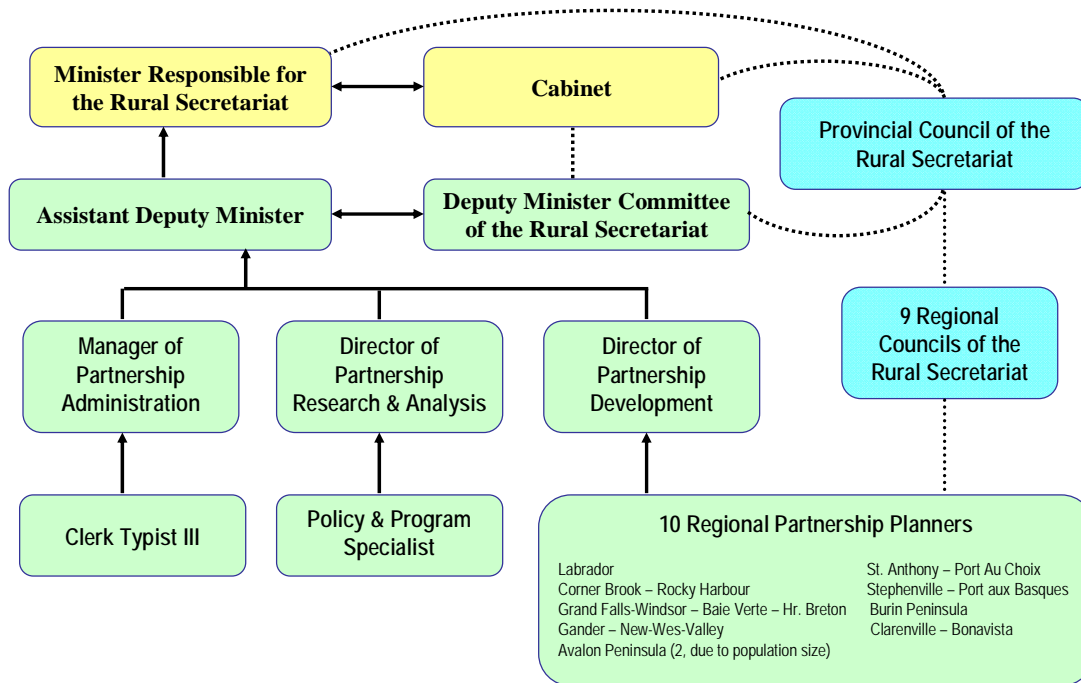 Minister Responsible for
the Rural Secretariat
Cabinet
Provincial Council of the
Rural Secretariat
Assistant Deputy Minister
Deputy Minister Committee
of the Rural Secretariat
9 Regional
Councils of the
Rural Secretariat
Manager of
Partnership
Administration
Director of
Partnership
Research & Analysis
Director of
Partnership
Development
Clerk Typist III
Policy & Program
Specialist
10 Regional Partnership Planners
Labrador
Corner Brook – Rocky Harbour
Grand Falls-Windsor – Baie Verte – Hr. Breton
Gander – New-Wes-Valley
Avalon Peninsula (2, due to population size)
St. Anthony – Port Au Choix
Stephenville – Port aux Basques
Burin Peninsula
Clarenville – Bonavista